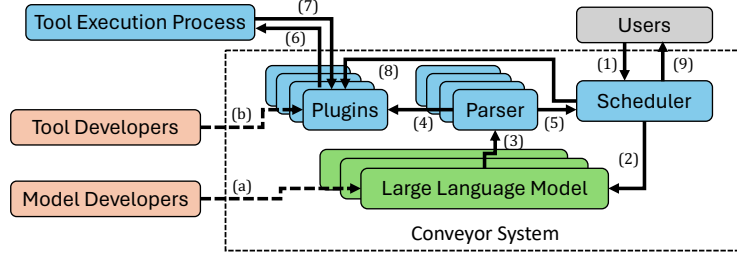 Tool Execution Process
(7)
(6)
Users
(1)
(9)
(8)
Plugins
Parser
Scheduler
(b)
(4)
(5)
Tool Developers
(3)
(2)
(a)
Model Developers
Large Language Model
Conveyor System